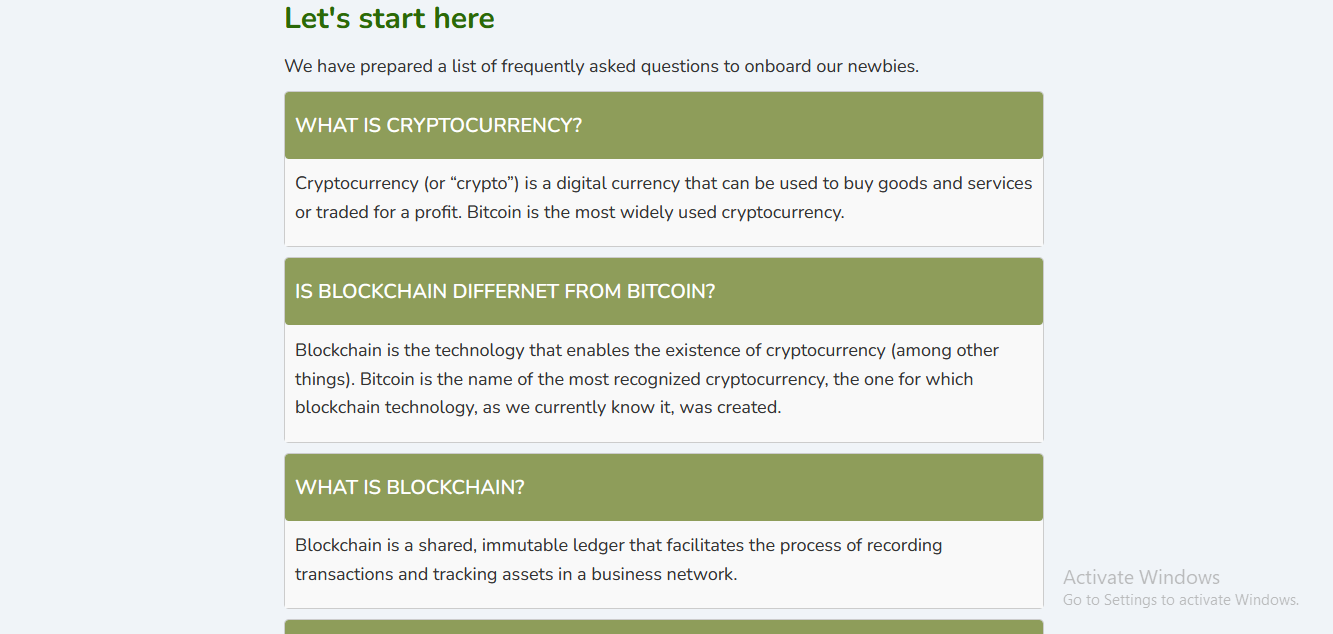 Let's start here
We have prepared a list of frequently asked questions to onboard our newbies.
WHAT IS CRYPTOCURRENCY?
Cryptocurrency (or “crypto”) is a digital currency that can be used to buy goods and services
or traded for a profit. Bitcoin is the most widely used cryptocurrency.
IS BLOCKCHAIN DIFFERNET FROM BITCOIN?
Blockchain is the technology that enables the existence of cryptocurrency (among other
things). Bitcoin is the name of the most recognized cryptocurrency, the one for which
blockchain technology, as we currently know it, was created.
WHAT IS BLOCKCHAIN?
Blockchain is a shared, immutable ledger that facilitates the process of recording
transactions and tracking assets in a business network.
Activate Windows
Go to Settings to activate Windows.